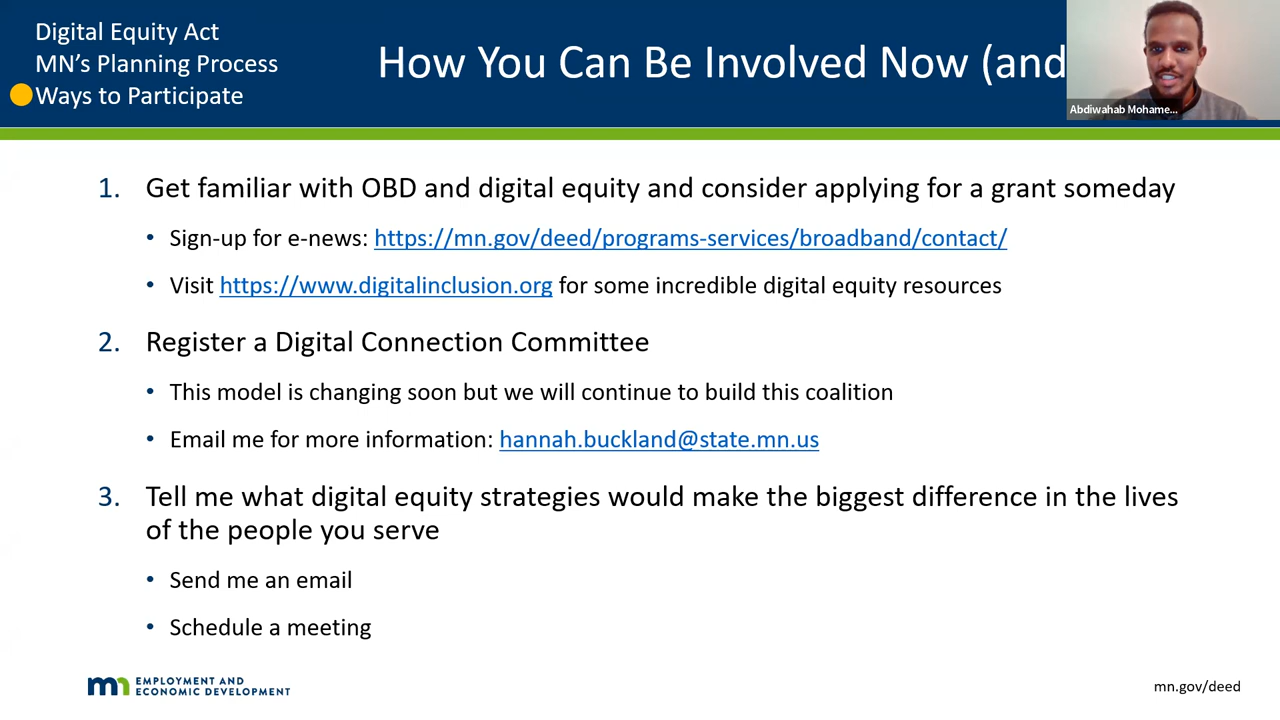 Digital Equity Act
MN's Planning Process
Ways to Participate
How You Can Be Involved Now (and
Abdiwahab Mohame...
1. Get familiar with OBD and digital equity and consider applying for a grant someday
• Sign-up for e-news: https://mn.gov/deed/programs-services/broadband/contact/
• Visit https://www.digitalinclusion.org for some incredible digital equity resources
2. Register a Digital Connection Committee
• This model is changing soon but we will continue to build this coalition
• Email me for more information: hannah.buckland@state.mn.us
3. Tell me what digital equity strategies would make the biggest difference in the lives
of the people you serve
• Send me an email
• Schedule a meeting
mn EMPLOYMENT AND
ECONOMIC DEVELOPMENT
mn.gov/deed